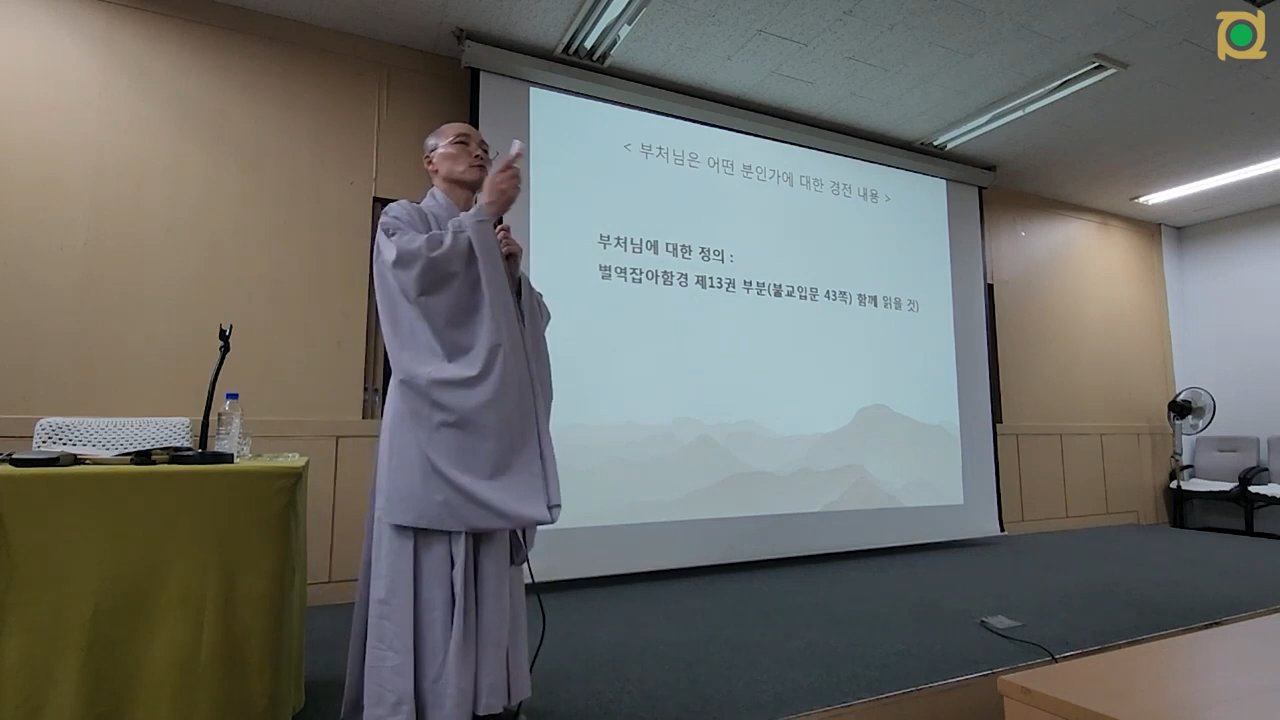 < 부처님은 어떤 분인가에 대한 경전 내용 >
부처님에 대한 정의 :
별역잡아함경 제13권 부분(불교입문 43쪽) 함께 읽을 것)